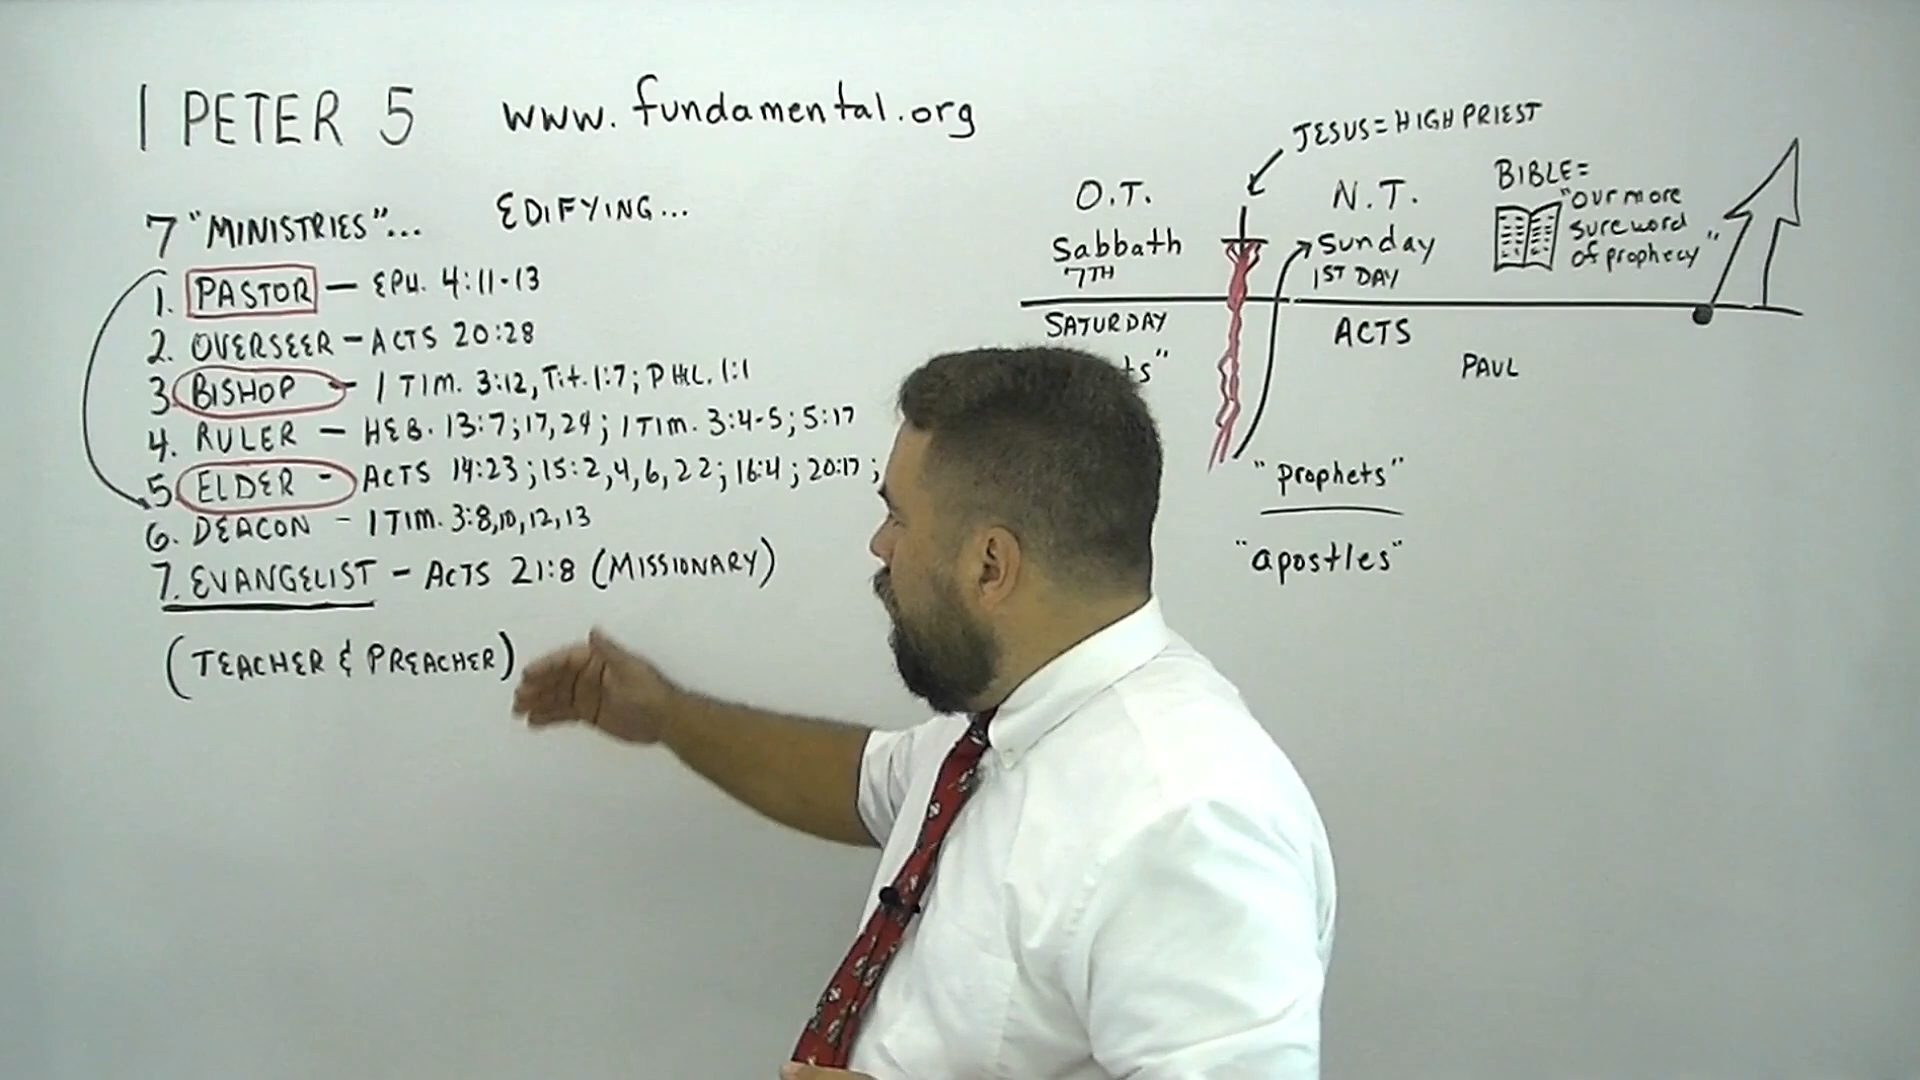 1 PETER 5 www.fundamental.org
7 "MINISTRIES"... EDIFYING...
1. PASTOR — EPH. 4:11-13
2. OVERSEER — ACTS 20:28
3. BISHOP — 1 TIM. 3:12, Tit. 1:7; PHIL. 1:1
4. RULER — HEB. 13:7;17,24; 1 TIM. 3:4-5; 5:17
5. ELDER - ACTS 14:23; 15:2,4,6,22; 16:4; 20:17;
6. DEACON - 1 TIM. 3:8,10,12,13
7. EVANGELIST - ACTS 21:8 (MISSIONARY)
(TEACHER & PREACHER)
JESUS = HIGH PRIEST
O.T.
Sabbath
7TH
SATURDAY
N.T.
Sunday
1ST DAY
ACTS
PAUL
BIBLE=
"our more
sure word
of prophecy"
"prophets"
"apostles"